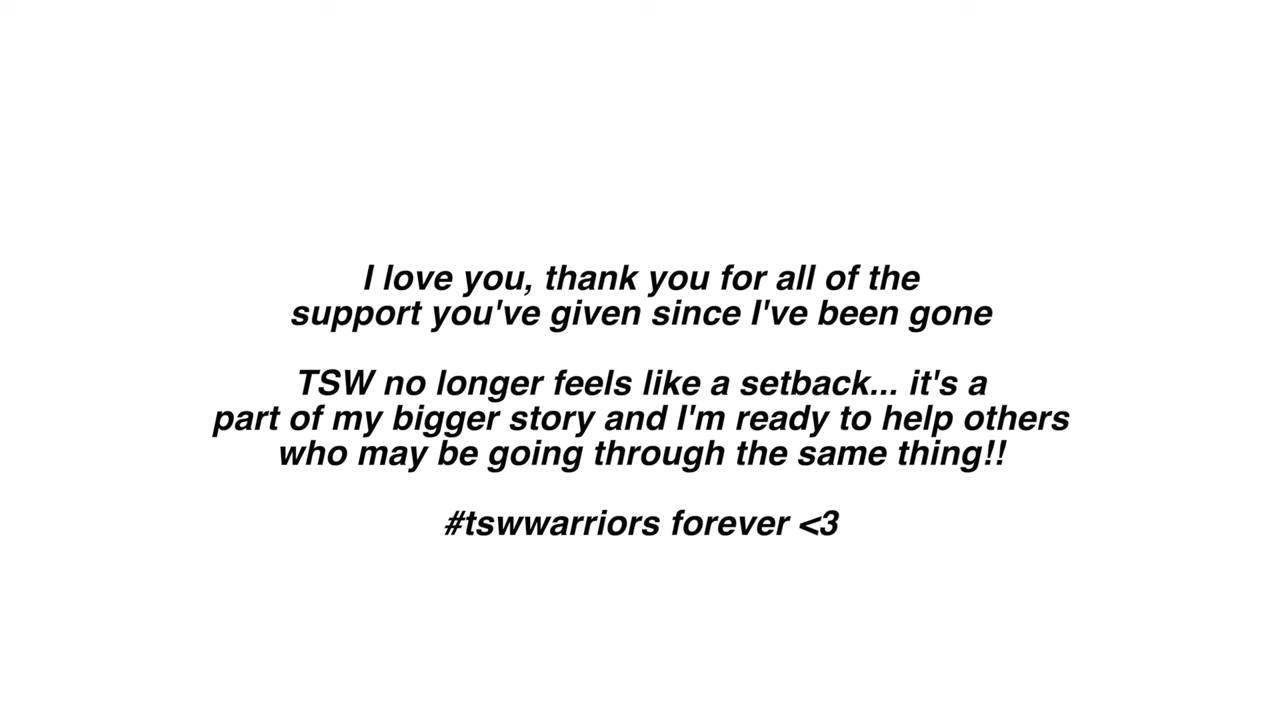 I love you, thank you for all of the
support you've given since I've been gone
TSW no longer feels like a setback... it's a
part of my bigger story and I'm ready to help others
who may be going through the same thing!!
#tswwarriors forever <3